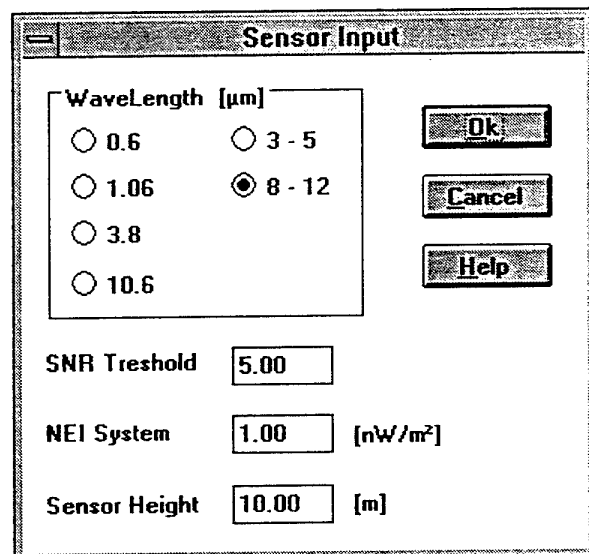 Sensor Input
WaveLength [µm]
0.6
3 - 5
1.06
8 - 12
3.8
10.6
Ok
Cancel
Help
SNR Treshold 5.00
NEI System 1.00 [nW/m²]
Sensor Height 10.00 [m]